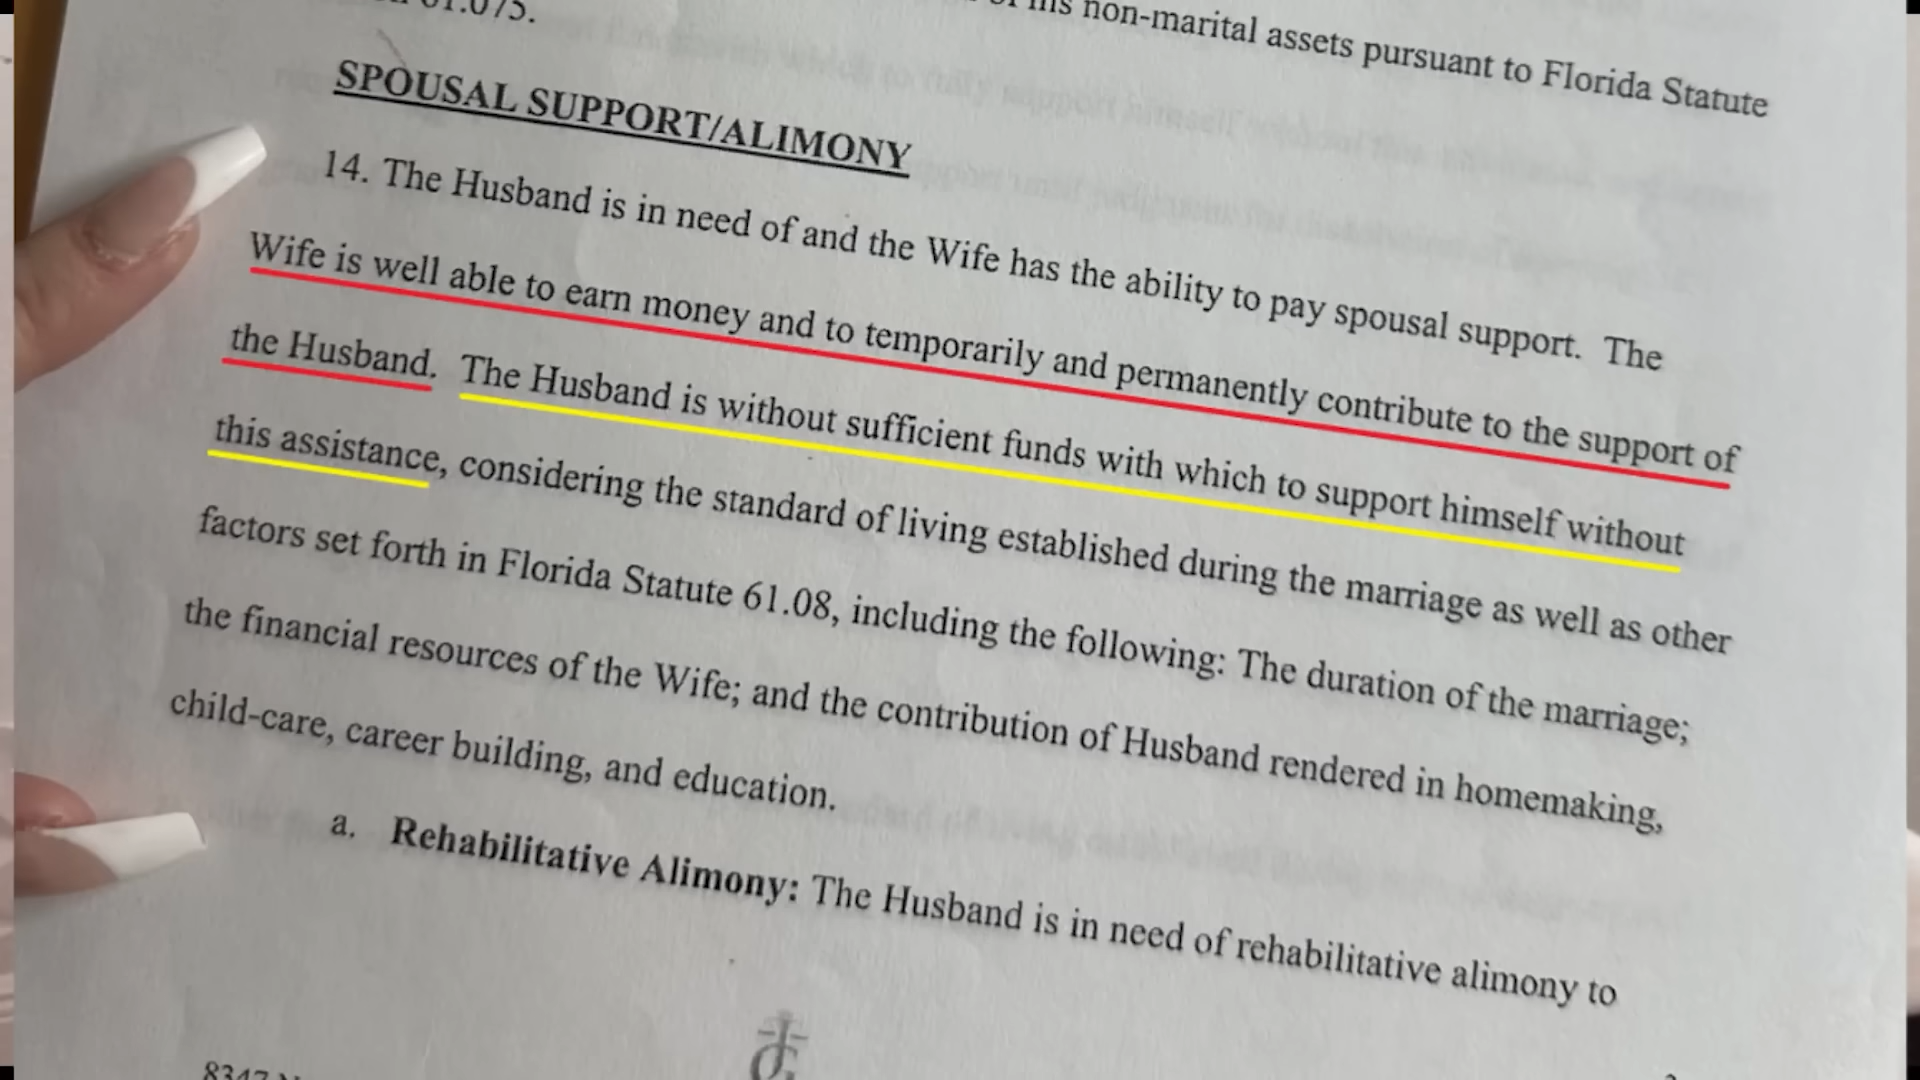 his non-marital assets pursuant to Florida Statute
61.075.
SPOUSAL SUPPORT/ALIMONY
14. The Husband is in need of and the Wife has the ability to pay spousal support. The
Wife is well able to earn money and to temporarily and permanently contribute to the support of
the Husband. The Husband is without sufficient funds with which to support himself without
this assistance, considering the standard of living established during the marriage as well as other
factors set forth in Florida Statute 61.08, including the following: The duration of the marriage;
the financial resources of the Wife; and the contribution of Husband rendered in homemaking,
child-care, career building, and education.
a. Rehabilitative Alimony: The Husband is in need of rehabilitative alimony to
8347